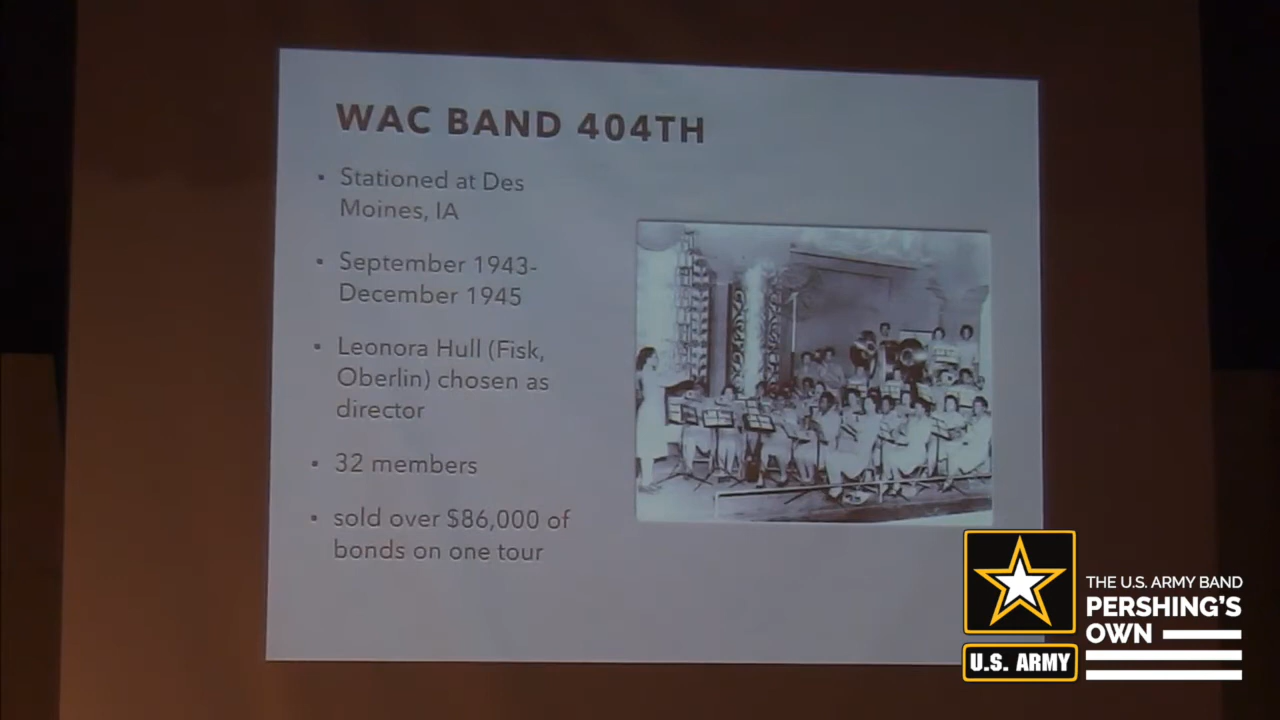 WAC BAND 404TH
▪ Stationed at Des
Moines, IA
▪ September 1943-
December 1945
▪ Leonora Hull (Fisk,
Oberlin) chosen as
director
▪ 32 members
▪ sold over $86,000 of
bonds on one tour
THE U.S. ARMY BAND
PERSHING'S
OWN
U.S. ARMY